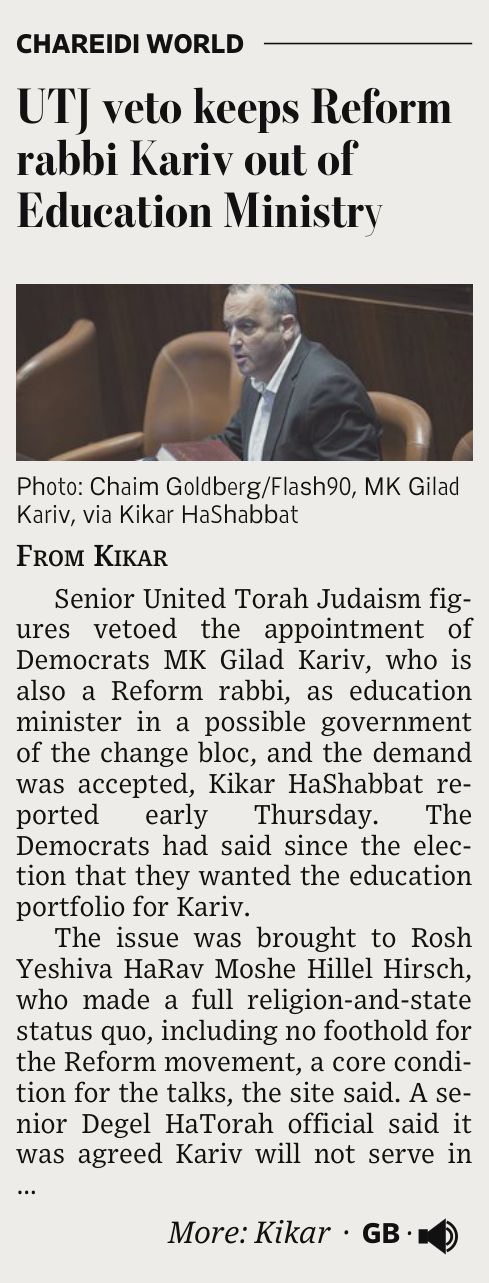 CHAREIDI WORLD
UTJ veto keeps Reform
rabbi Kariv out of
Education Ministry
Photo: Chaim Goldberg/Flash90, MK Gilad
Kariv, via Kikar HaShabbat
FROM KIKAR
Senior United Torah Judaism fig-
ures vetoed the appointment of
Democrats MK Gilad Kariv, who is
also a Reform rabbi, as education
minister in a possible government
of the change bloc, and the demand
was accepted, Kikar HaShabbat re-
ported early Thursday. The
Democrats had said since the elec-
tion that they wanted the education
portfolio for Kariv.
The issue was brought to Rosh
Yeshiva HaRav Moshe Hillel Hirsch,
who made a full religion-and-state
status quo, including no foothold for
the Reform movement, a core condi-
tion for the talks, the site said. A se-
nior Degel HaTorah official said it
was agreed Kariv will not serve in
...
More: Kikar · GB ·